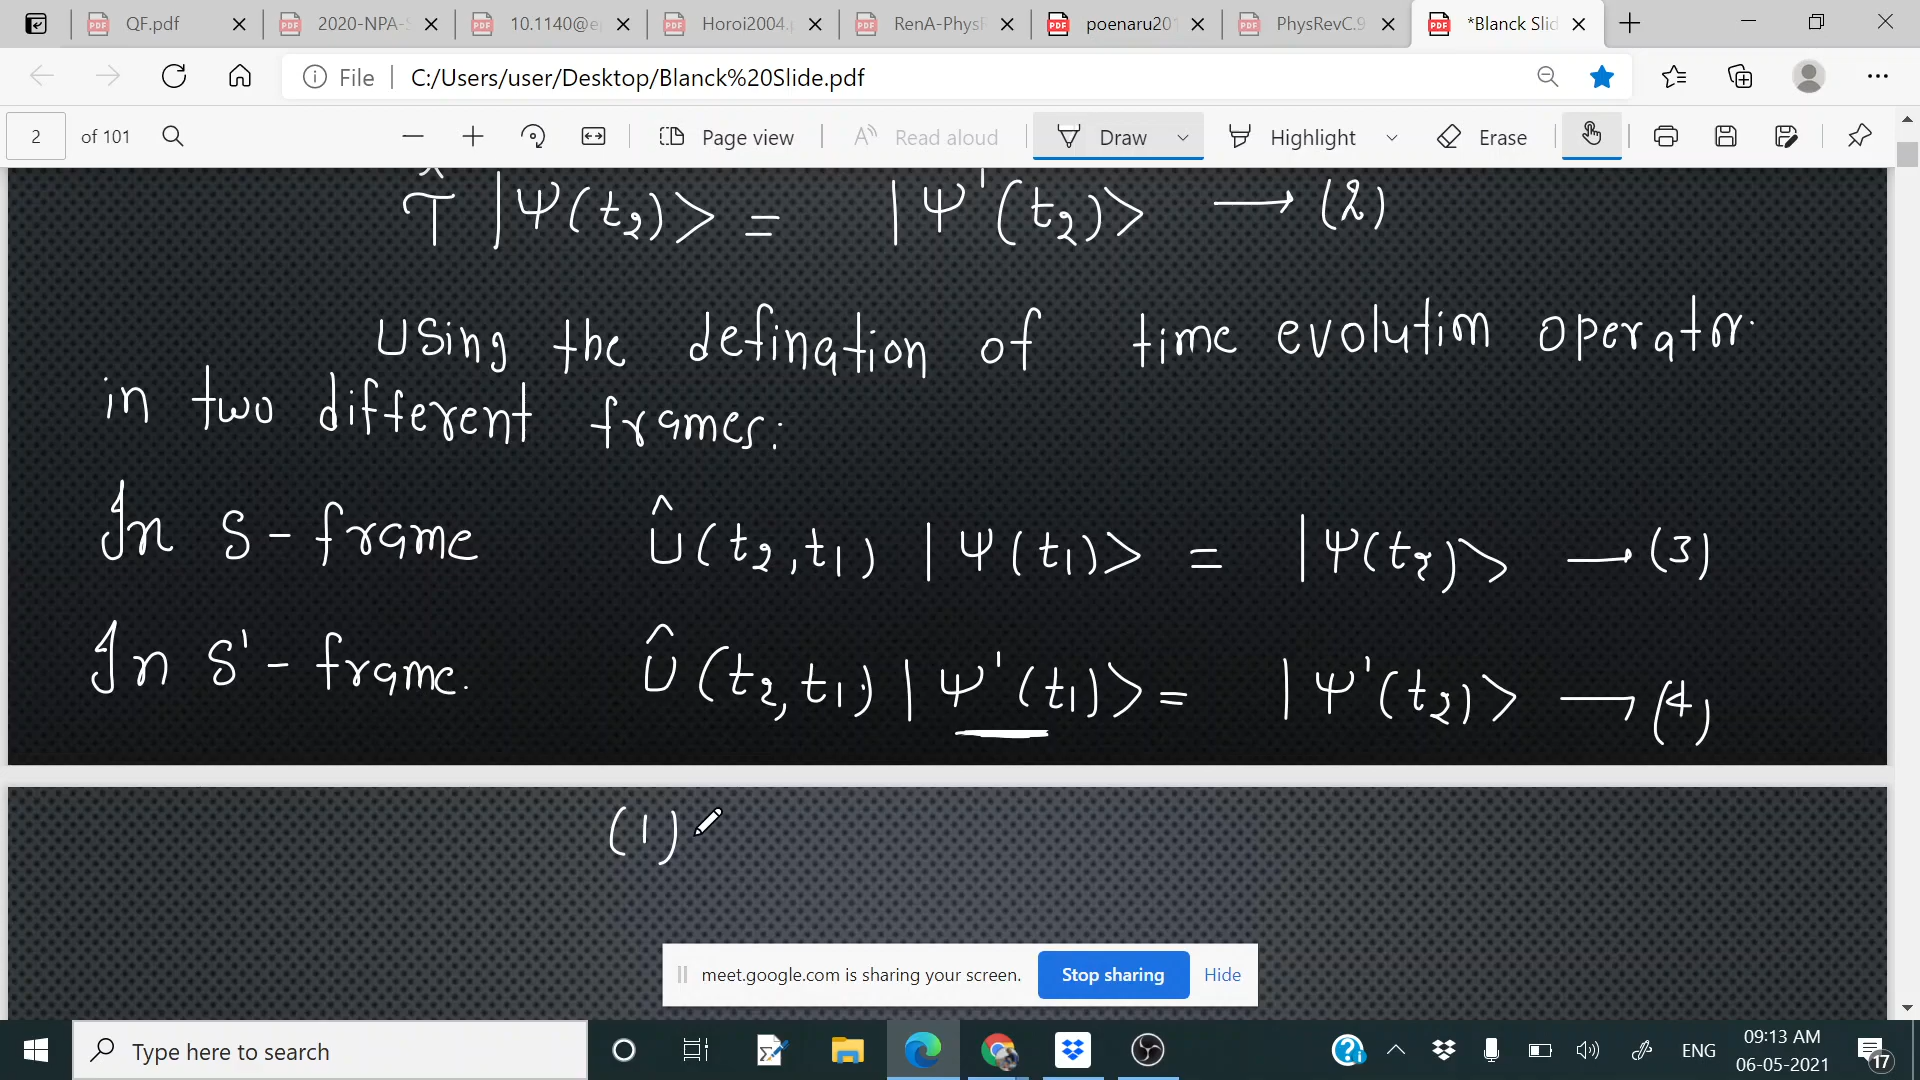 QF.pdf 2020-NPA-S 10.1140@e Horoi2004. RenA-PhysR poenaru201 PhysRevC.9 *Blanck Slid
File C:/Users/user/Desktop/Blanck%20Slide.pdf
2 of 101 Page view Read aloud Draw Highlight Erase
T̂ |Ψ(t2)> = |Ψ'(t2)> → (2)
Using the defination of time evolution operator.
in two different frames:
In S-frame Û(t2,t1) |Ψ(t1)> = |Ψ(t2)> → (3)
In S'-frame. Û(t2,t1) |Ψ'(t1)> = |Ψ'(t2)> → (4)
(1)
meet.google.com is sharing your screen. Stop sharing Hide
Type here to search
ENG
09:13 AM
06-05-2021
17